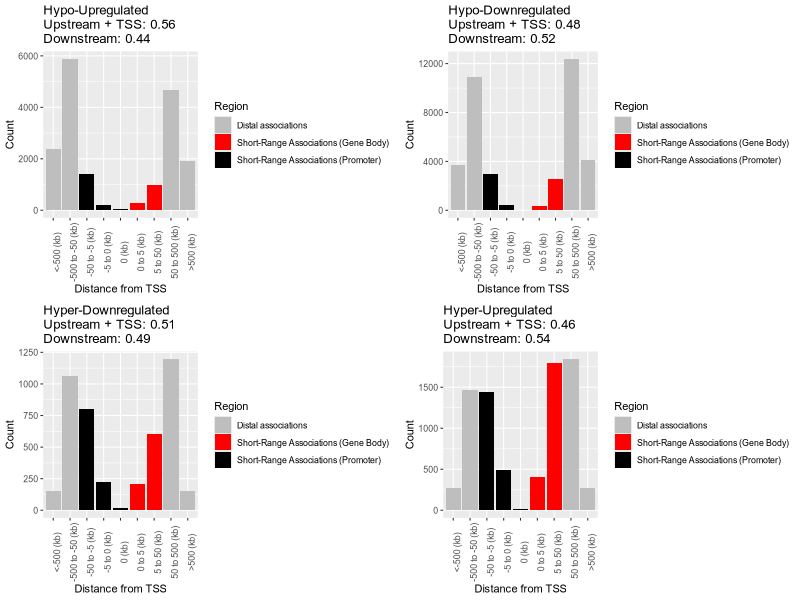 Hypo-Upregulated
Upstream + TSS: 0.56
Downstream: 0.44
6000
4000
2000
0
Count
<-500 (kb)
-500 to -50 (kb)
-50 to -5 (kb)
-5 to 0 (kb)
0 (kb)
0 to 5 (kb)
5 to 50 (kb)
50 to 500 (kb)
>500 (kb)
Distance from TSS
Region
Distal associations
Short-Range Associations (Gene Body)
Short-Range Associations (Promoter)
Hypo-Downregulated
Upstream + TSS: 0.48
Downstream: 0.52
12000
8000
4000
0
Count
<-500 (kb)
-500 to -50 (kb)
-50 to -5 (kb)
-5 to 0 (kb)
0 (kb)
0 to 5 (kb)
5 to 50 (kb)
50 to 500 (kb)
>500 (kb)
Distance from TSS
Region
Distal associations
Short-Range Associations (Gene Body)
Short-Range Associations (Promoter)
Hyper-Downregulated
Upstream + TSS: 0.51
Downstream: 0.49
1250
1000
750
500
250
0
Count
<-500 (kb)
-500 to -50 (kb)
-50 to -5 (kb)
-5 to 0 (kb)
0 (kb)
0 to 5 (kb)
5 to 50 (kb)
50 to 500 (kb)
>500 (kb)
Distance from TSS
Region
Distal associations
Short-Range Associations (Gene Body)
Short-Range Associations (Promoter)
Hyper-Upregulated
Upstream + TSS: 0.46
Downstream: 0.54
1500
1000
500
0
Count
<-500 (kb)
-500 to -50 (kb)
-50 to -5 (kb)
-5 to 0 (kb)
0 (kb)
0 to 5 (kb)
5 to 50 (kb)
50 to 500 (kb)
>500 (kb)
Distance from TSS
Region
Distal associations
Short-Range Associations (Gene Body)
Short-Range Associations (Promoter)